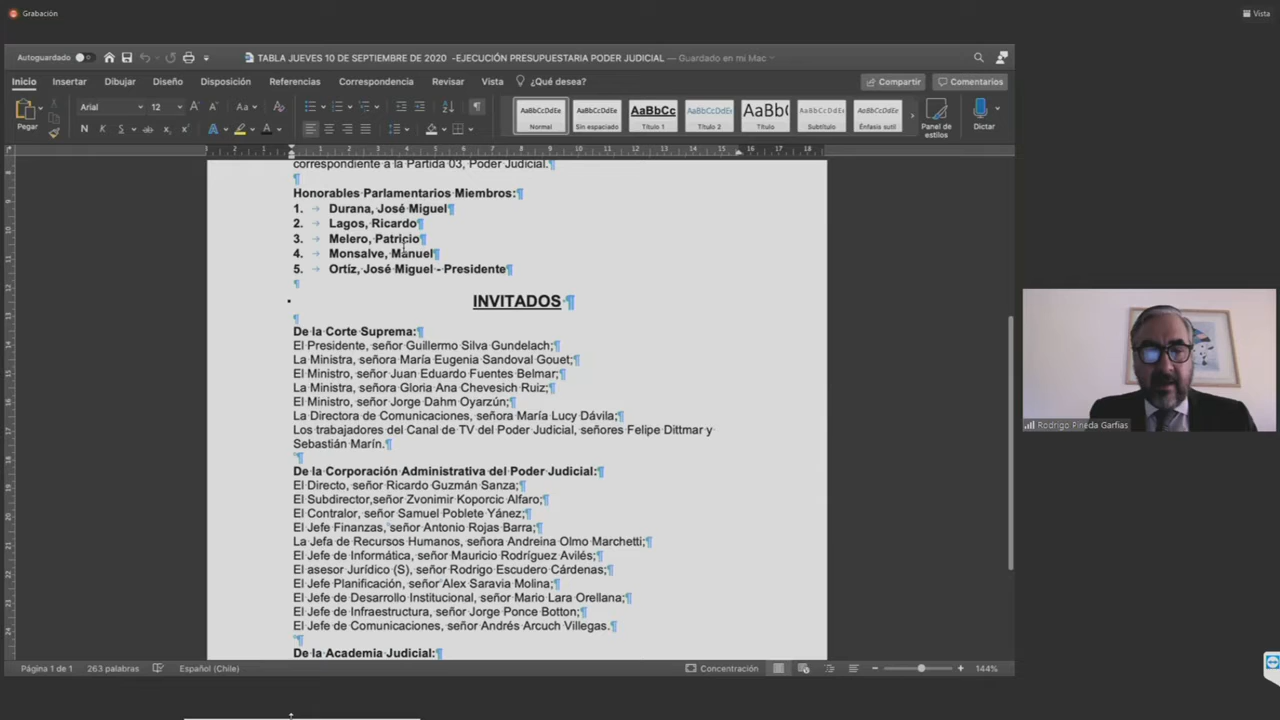 Grabación
Vista
Autoguardado
TABLA JUEVES 10 DE SEPTIEMBRE DE 2020 -EJECUCIÓN PRESUPUESTARIA PODER JUDICIAL — Guardado en mi Mac
Inicio Insertar Dibujar Diseño Disposición Referencias Correspondencia Revisar Vista ¿Qué desea? Compartir Comentarios
Pegar
Arial 12
AaBbCcDdEe Normal
AaBbCcDdEe Sin espaciado
AaBbCc Título 1
AaBbCcDdEe Título 2
AaBbC Título
AaBbCcDdEe Subtítulo
AaBbCcDdEe Énfasis sutil
Panel de estilos
Dictar
correspondiente a la Partida 03, Poder Judicial.
Honorables Parlamentarios Miembros:
1. Durana, José Miguel
2. Lagos, Ricardo
3. Melero, Patricio
4. Monsalve, Manuel
5. Ortíz, José Miguel - Presidente
INVITADOS
De la Corte Suprema:
El Presidente, señor Guillermo Silva Gundelach;
La Ministra, señora María Eugenia Sandoval Gouet;
El Ministro, señor Juan Eduardo Fuentes Belmar;
La Ministra, señora Gloria Ana Chevesich Ruiz;
El Ministro, señor Jorge Dahm Oyarzún;
La Directora de Comunicaciones, señora María Lucy Dávila;
Los trabajadores del Canal de TV del Poder Judicial, señores Felipe Dittmar y
Sebastián Marín.
De la Corporación Administrativa del Poder Judicial:
El Directo, señor Ricardo Guzmán Sanza;
El Subdirector,señor Zvonimir Koporcic Alfaro;
El Contralor, señor Samuel Poblete Yánez;
El Jefe Finanzas, señor Antonio Rojas Barra;
La Jefa de Recursos Humanos, señora Andreina Olmo Marchetti;
El Jefe de Informática, señor Mauricio Rodríguez Avilés;
El asesor Jurídico (S), señor Rodrigo Escudero Cárdenas;
El Jefe Planificación, señor Alex Saravia Molina;
El Jefe de Desarrollo Institucional, señor Mario Lara Orellana;
El Jefe de Infraestructura, señor Jorge Ponce Botton;
El Jefe de Comunicaciones, señor Andrés Arcuch Villegas.
De la Academia Judicial:
Rodrigo Pineda Garfias
Página 1 de 1 263 palabras Español (Chile) Concentración 144%